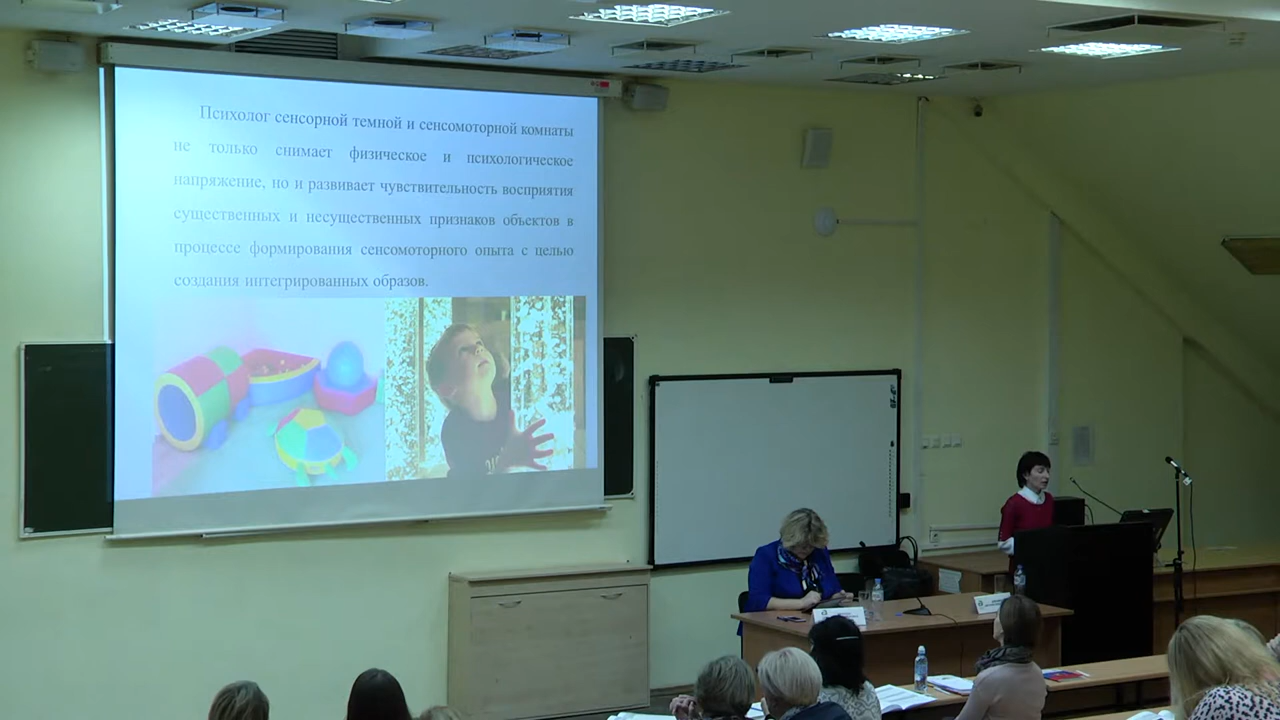 Психолог сенсорной темной и сенсомоторной комнаты
не только снимает физическое и психологическое
напряжение, но и развивает чувствительность восприятия
существенных и несущественных признаков объектов в
процессе формирования сенсомоторного опыта с целью
создания интегрированных образов.